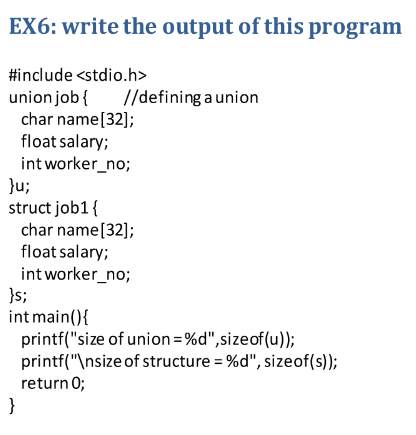 EX6: write the output of this program
#include <stdio.h>
union job {        //defining a union
char name[32];
float salary;
int worker_no;
}u;
struct job1 {
char name[32];
float salary;
int worker_no;
}s;
int main(){
printf("size of union = %d",sizeof(u));
printf("\nsize of structure = %d", sizeof(s));
return 0;
}